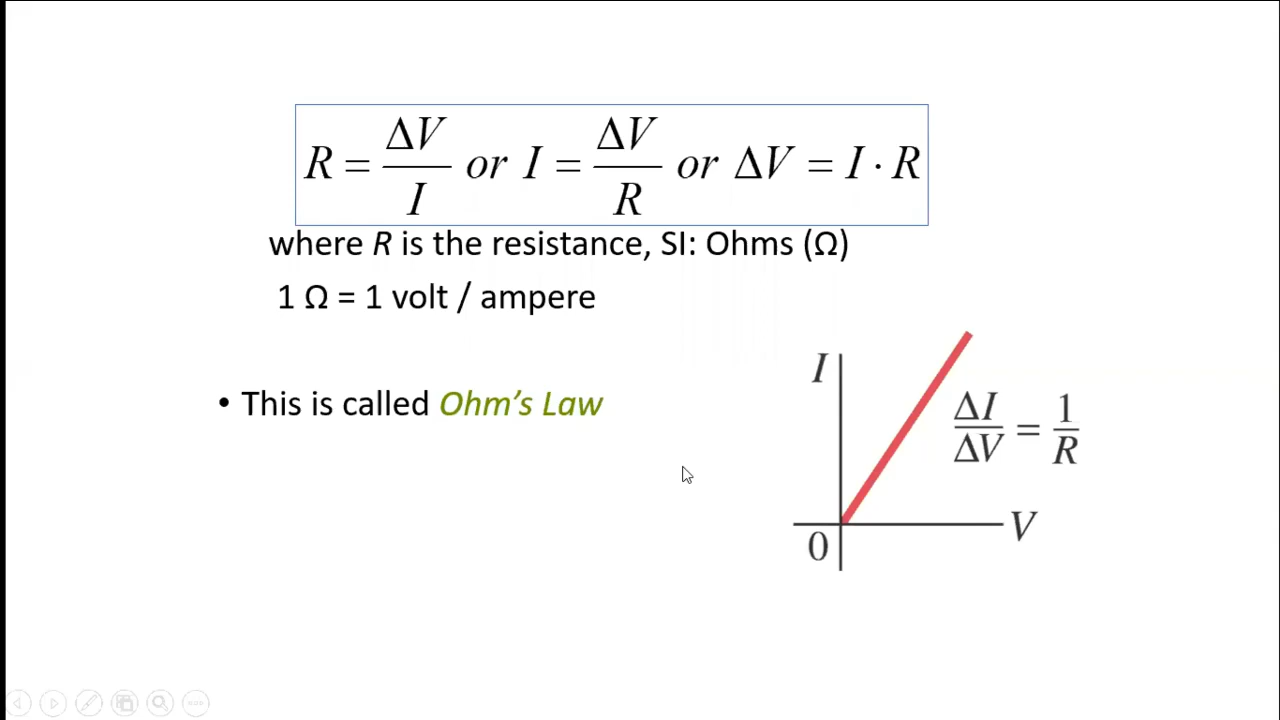 R = ΔV/I or I = ΔV/R or ΔV = I · R
where R is the resistance, SI: Ohms (Ω)
1 Ω = 1 volt / ampere
• This is called Ohm’s Law
I
ΔI/ΔV = 1/R
V
0